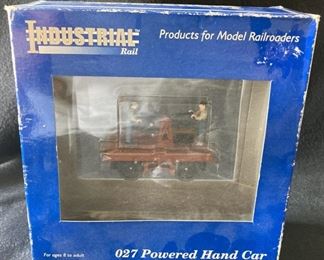 INDUSTRIAL
Rail
Products for Model Railroaders
For ages 8 to adult
027 Powered Hand Car